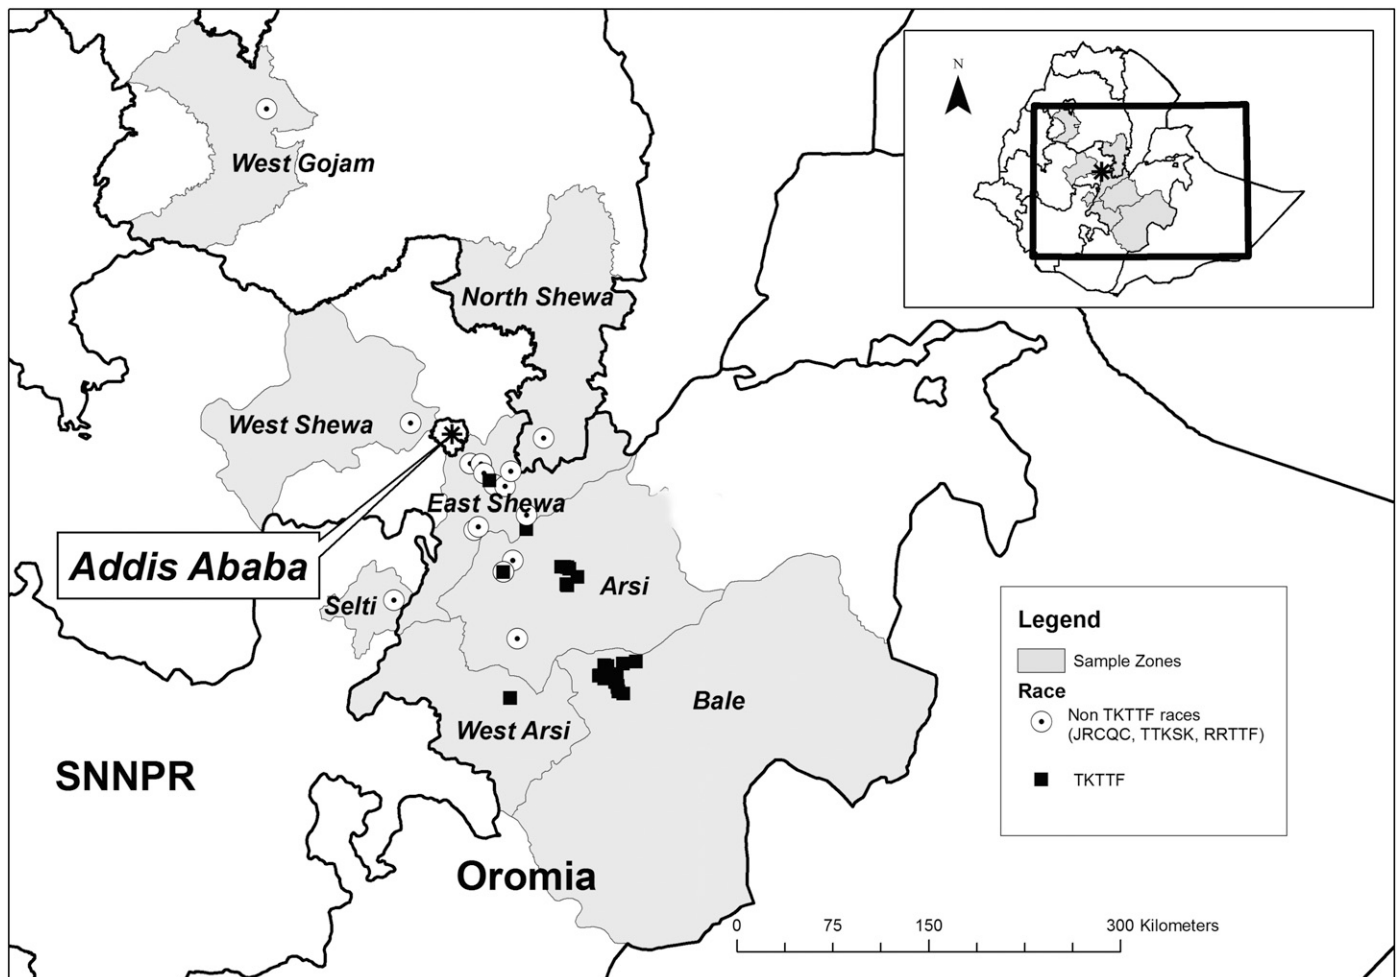 N
West Gojam
North Shewa
West Shewa
East Shewa
Addis Ababa
Selti
Arsi
West Arsi
Bale
SNNPR
Oromia
Legend
Sample Zones
Race
Non TKTTF races
(JRCQC, TTKSK, RRTTF)
TKTTF
0 75 150 300 Kilometers